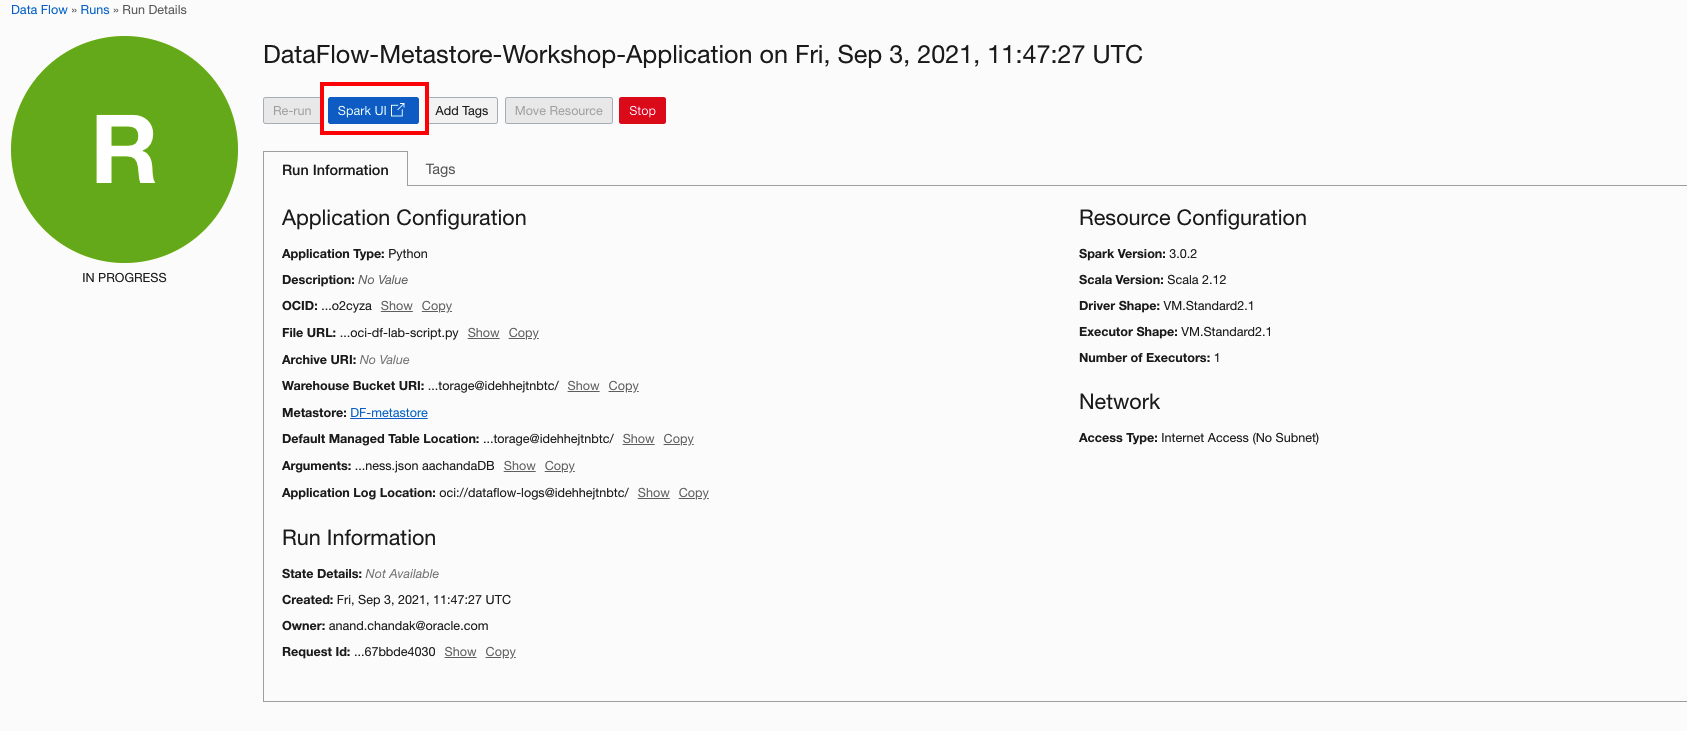 Data Flow » Runs » Run Details
R
IN PROGRESS
DataFlow-Metastore-Workshop-Application on Fri, Sep 3, 2021, 11:47:27 UTC
Re-run Spark UI Add Tags Move Resource Stop
Run Information Tags
Application Configuration
Application Type: Python
Description: No Value
OCID: ...o2cyza Show Copy
File URL: ...oci-df-lab-script.py Show Copy
Archive URI: No Value
Warehouse Bucket URI: ...torage@idehhejtnbtc/ Show Copy
Metastore: DF-metastore
Default Managed Table Location: ...torage@idehhejtnbtc/ Show Copy
Arguments: ...ness.json aachandaDB Show Copy
Application Log Location: oci://dataflow-logs@idehhejtnbtc/ Show Copy
Run Information
State Details: Not Available
Created: Fri, Sep 3, 2021, 11:47:27 UTC
Owner: anand.chandak@oracle.com
Request Id: ...67bbde4030 Show Copy
Resource Configuration
Spark Version: 3.0.2
Scala Version: Scala 2.12
Driver Shape: VM.Standard2.1
Executor Shape: VM.Standard2.1
Number of Executors: 1
Network
Access Type: Internet Access (No Subnet)